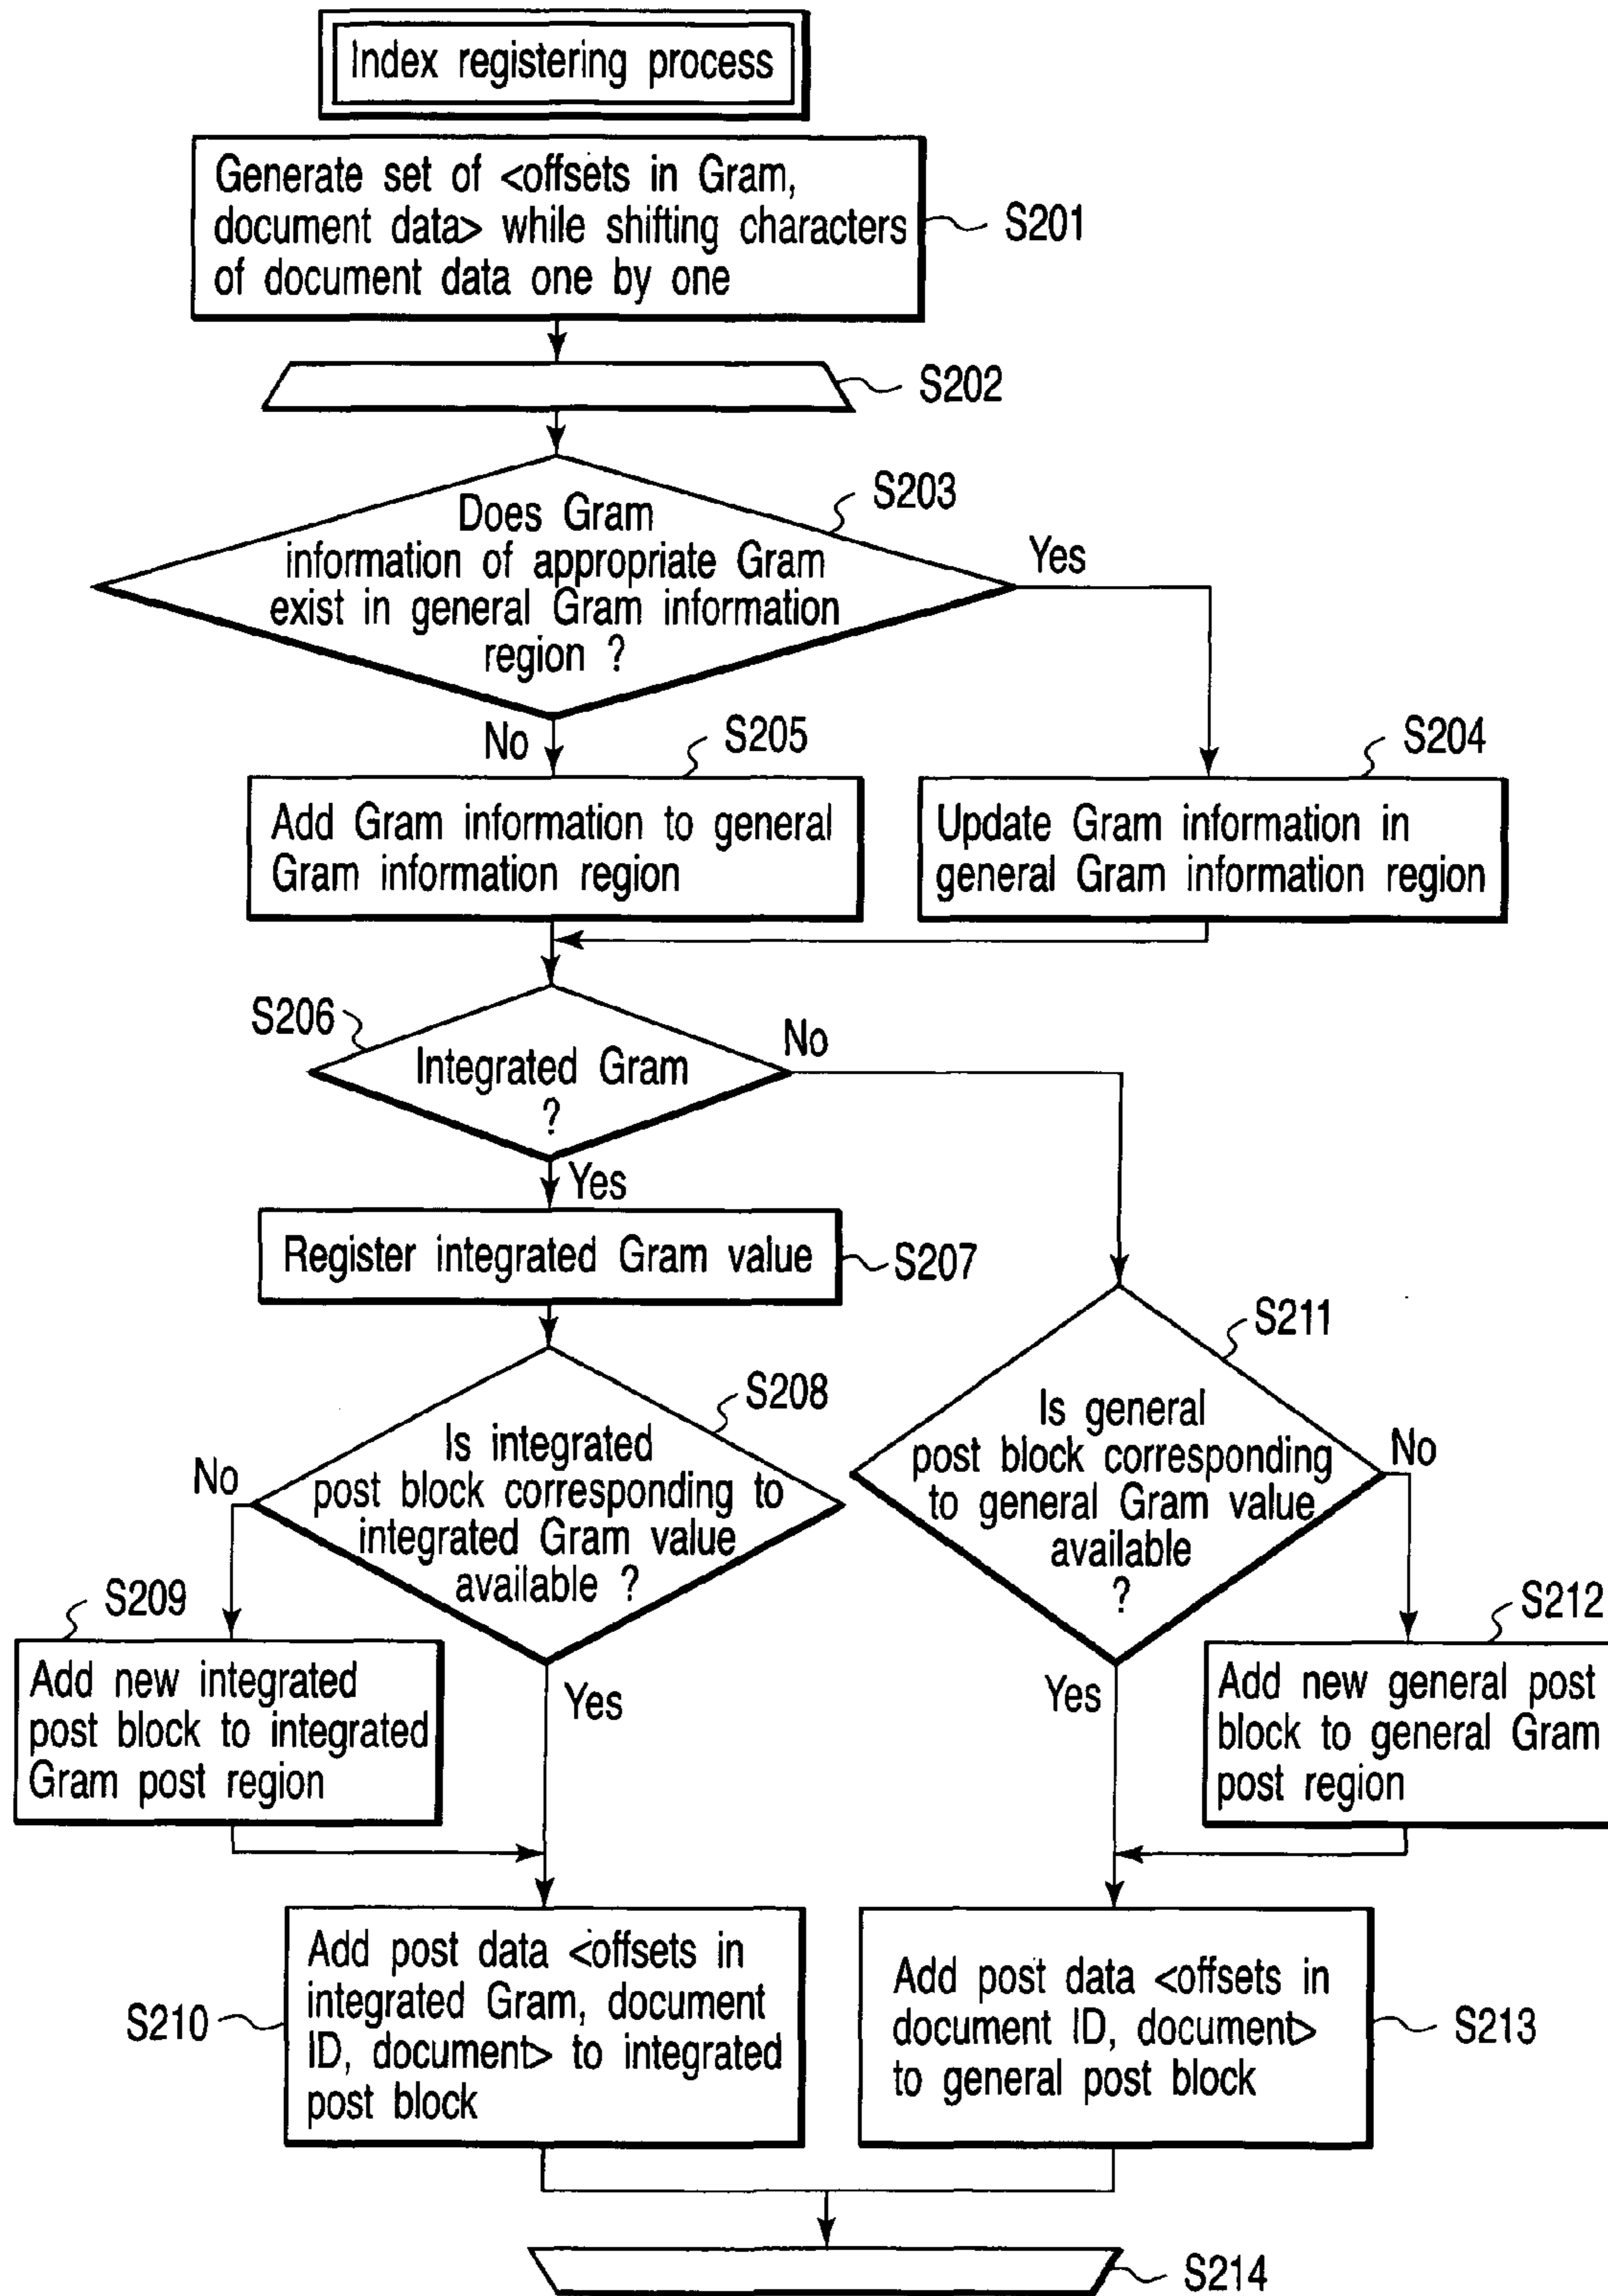 Index registering process
Generate set of <offsets in Gram,
document data> while shifting characters
of document data one by one
S201
S202
S203
Does Gram
information of appropriate Gram
exist in general Gram information
region ?
Yes
No
S205
S204
Add Gram information to general
Gram information region
Update Gram information in
general Gram information region
S206
Integrated Gram
?
No
Yes
Register integrated Gram value
S207
S208
Is integrated
post block corresponding to
integrated Gram value
available ?
No
Yes
S211
Is general
post block corresponding
to general Gram value
available
?
No
Yes
S209
Add new integrated
post block to integrated
Gram post region
S212
Add new general post
block to general Gram
post region
S210
Add post data <offsets in
integrated Gram, document
ID, document> to integrated
post block
Add post data <offsets in
document ID, document>
to general post block
S213
S214